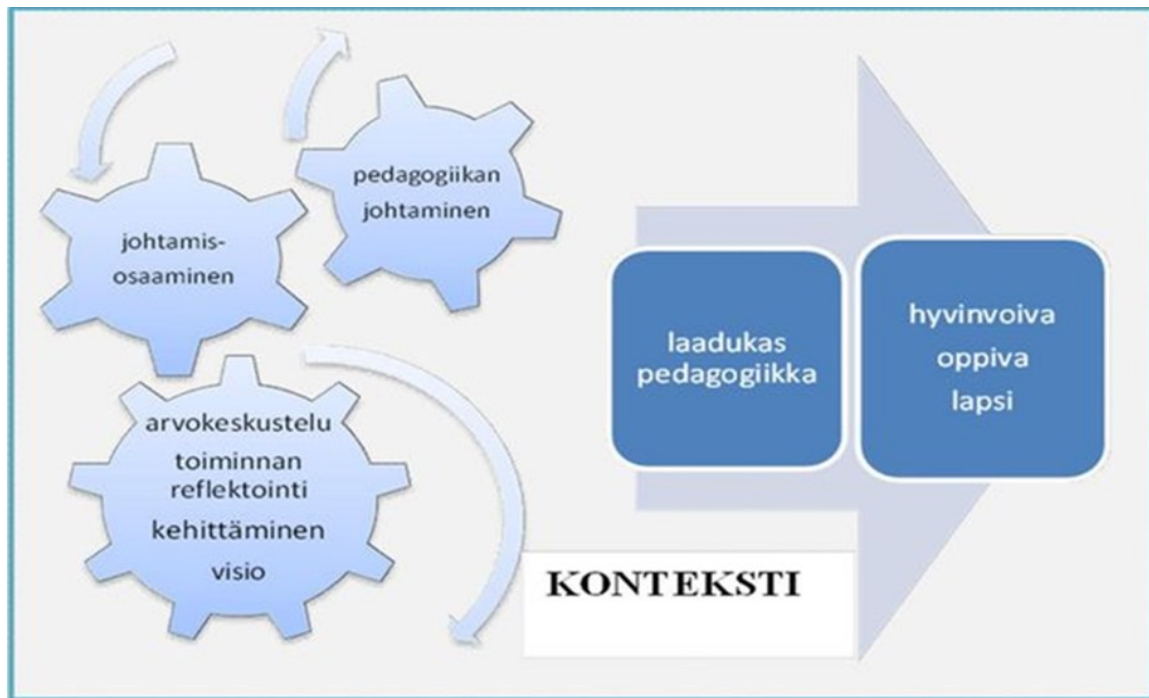 pedagogiikan
johtaminen
johtamis-
osaaminen
arvokeskustelu
toiminnan
reflektointi
kehittäminen
visio
laadukas
pedagogiikka
hyvinvoiva
oppiva
lapsi
KONTEKSTI